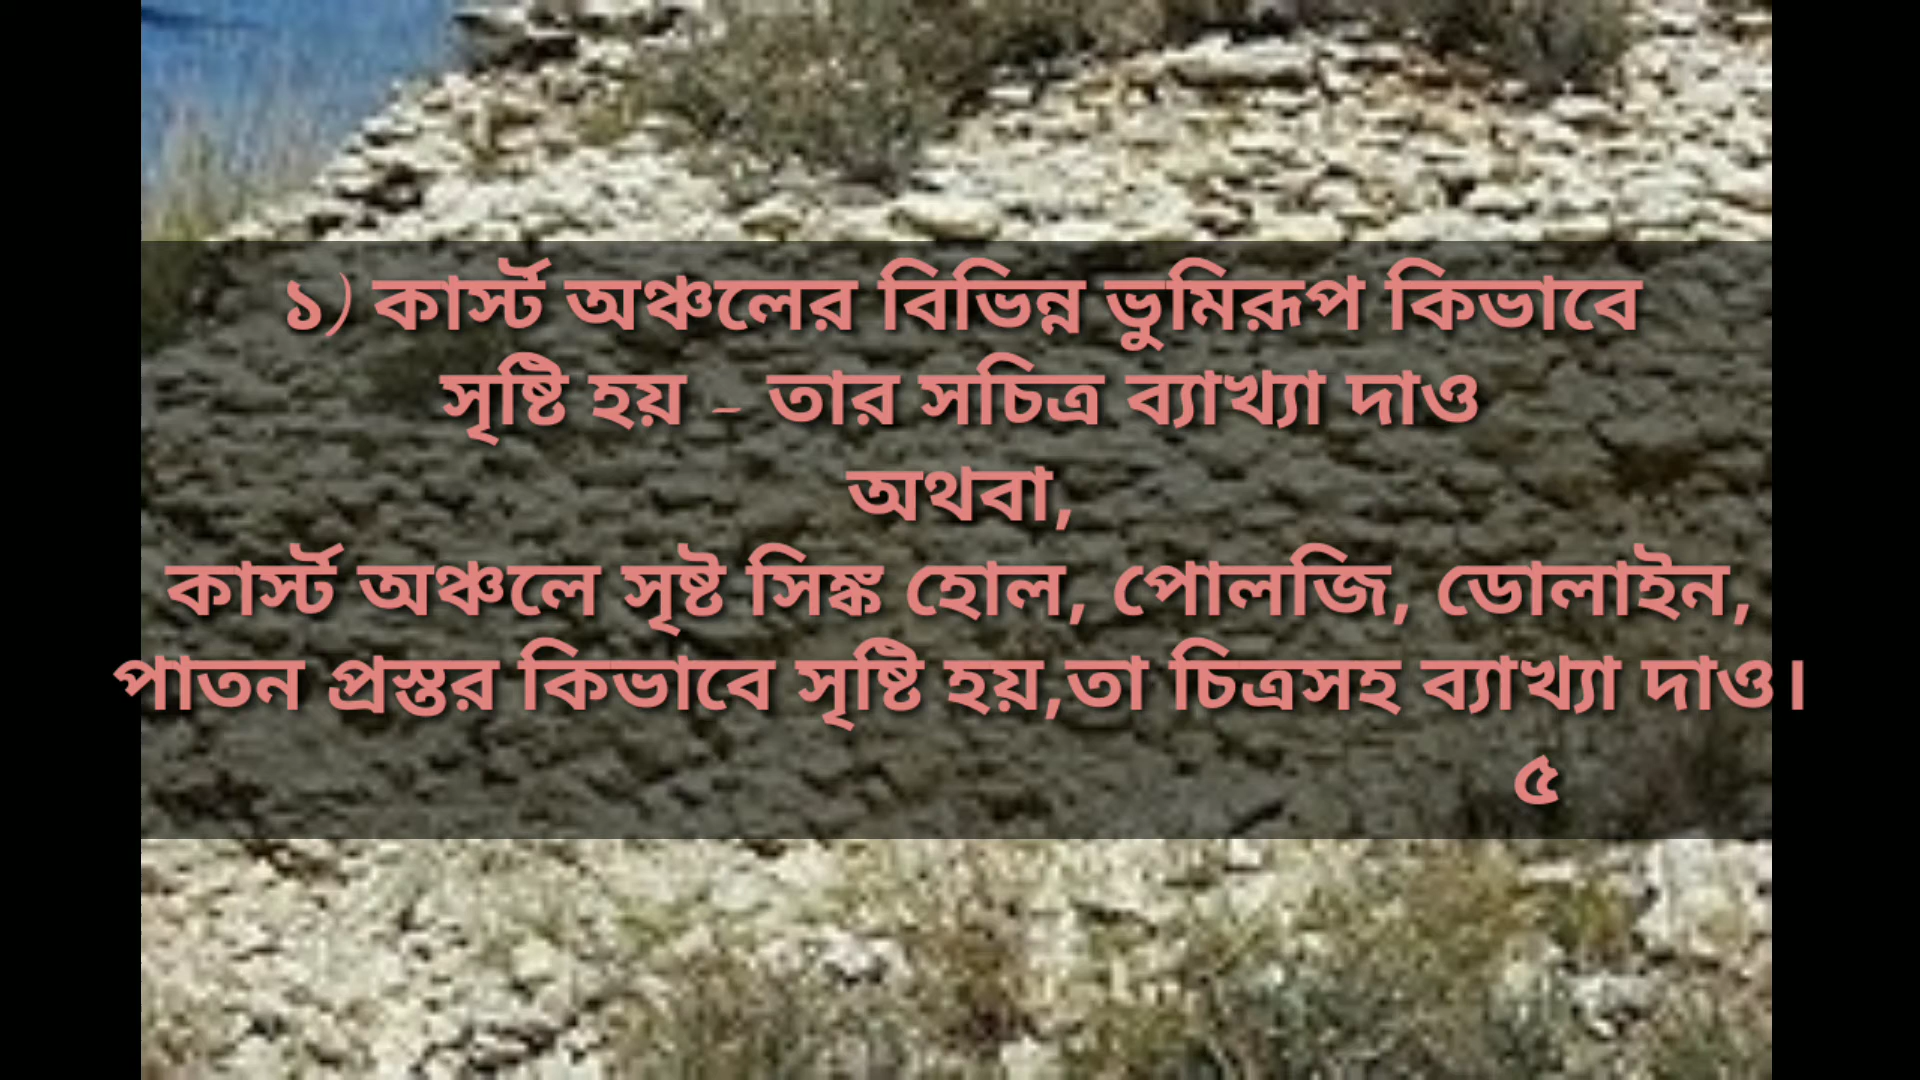 ১) কার্স্ট অঞ্চলের বিভিন্ন ভুমিরূপ কিভাবে
সৃষ্টি হয় - তার সচিত্র ব্যাখ্যা দাও
অথবা,
কার্স্ট অঞ্চলে সৃষ্ট সিঙ্ক হোল, পোলজি, ডোলাইন,
পাতন প্রস্তর কিভাবে সৃষ্টি হয়,তা চিত্রসহ ব্যাখ্যা দাও।
৫